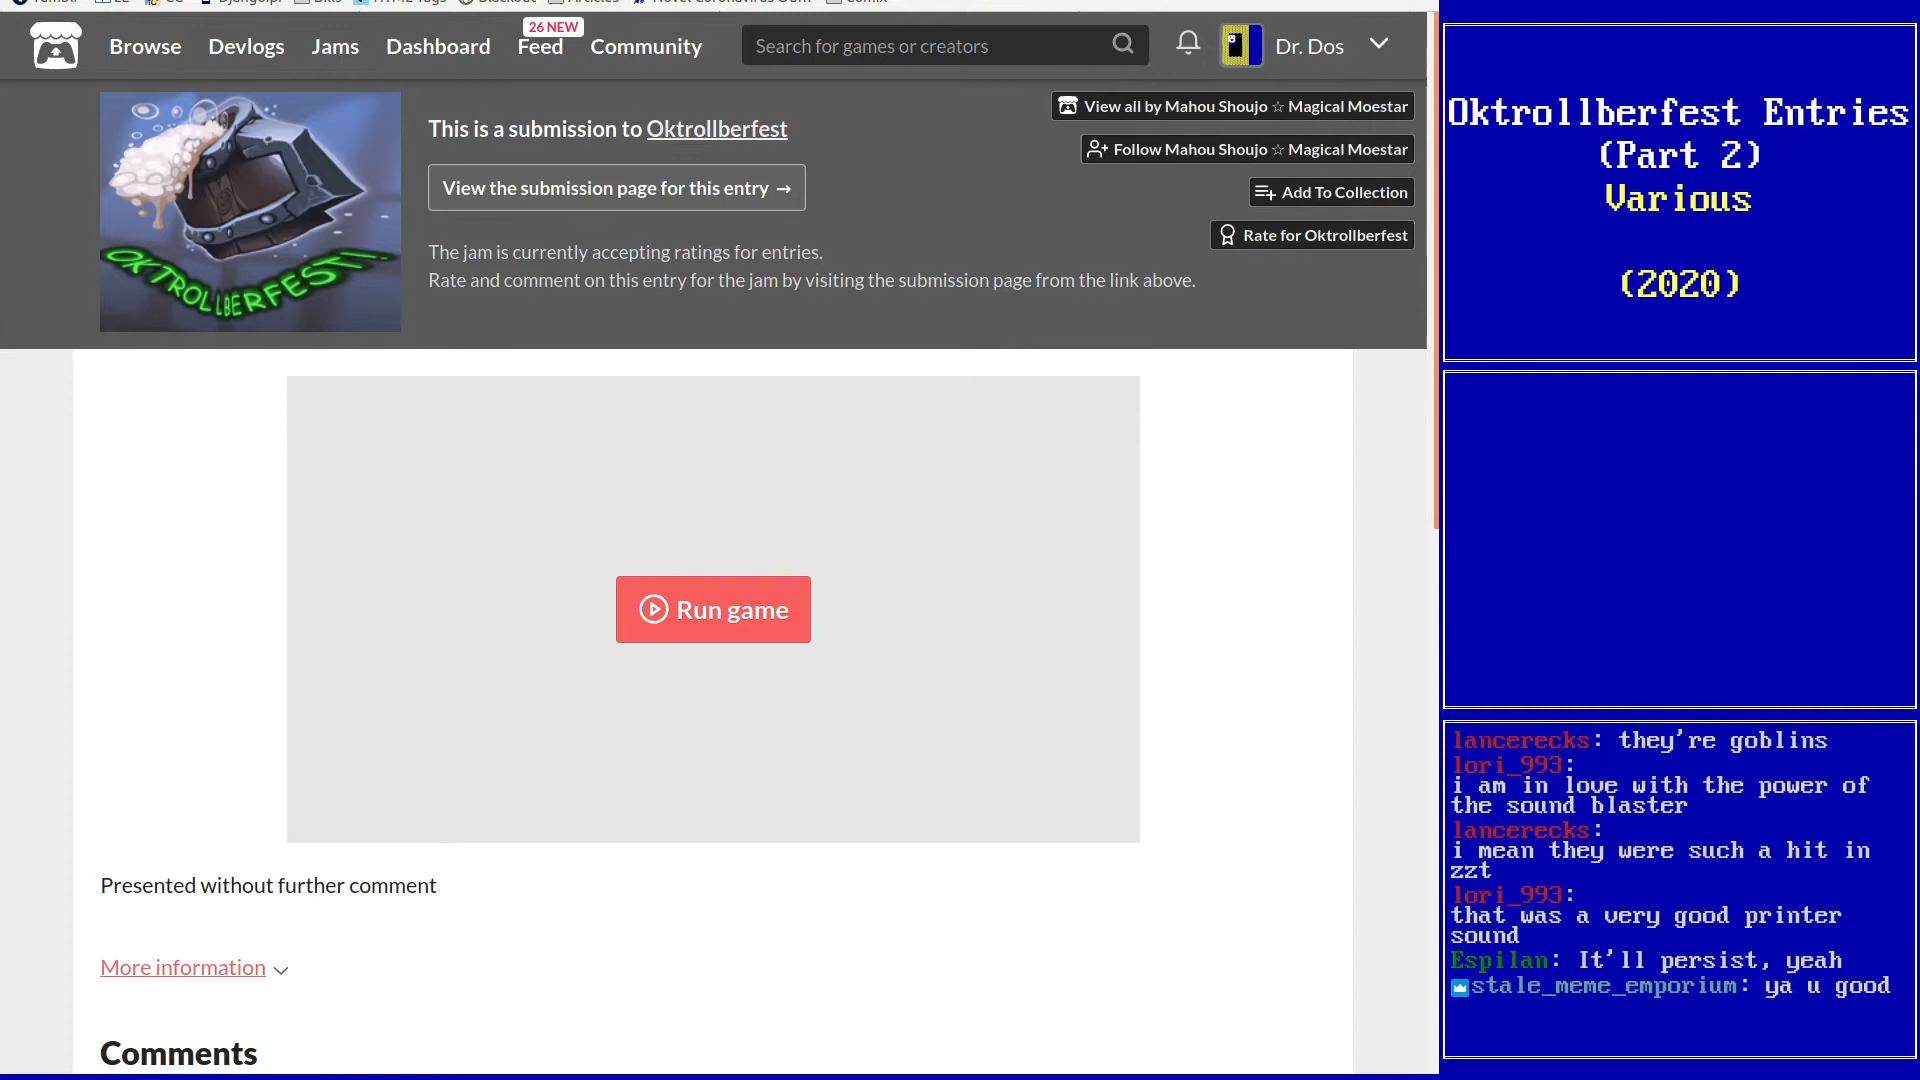 Browse
Devlogs
Jams
Dashboard
26 NEW
Feed
Community
Search for games or creators
Dr. Dos
OKTROLLBERFEST!
This is a submission to Oktrollberfest
View the submission page for this entry →
The jam is currently accepting ratings for entries.
Rate and comment on this entry for the jam by visiting the submission page from the link above.
View all by Mahou Shoujo ☆ Magical Moestar
Follow Mahou Shoujo ☆ Magical Moestar
Add To Collection
Rate for Oktrollberfest
Run game
Presented without further comment
More information
Comments
Oktrollberfest Entries
(Part 2)
Various
(2020)
lancerecks: they're goblins
lori_993:
i am in love with the power of
the sound blaster
lancerecks:
i mean they were such a hit in
zzt
lori_993:
that was a very good printer
sound
Espilan: It'll persist, yeah
stale_meme_emporium: ya u good